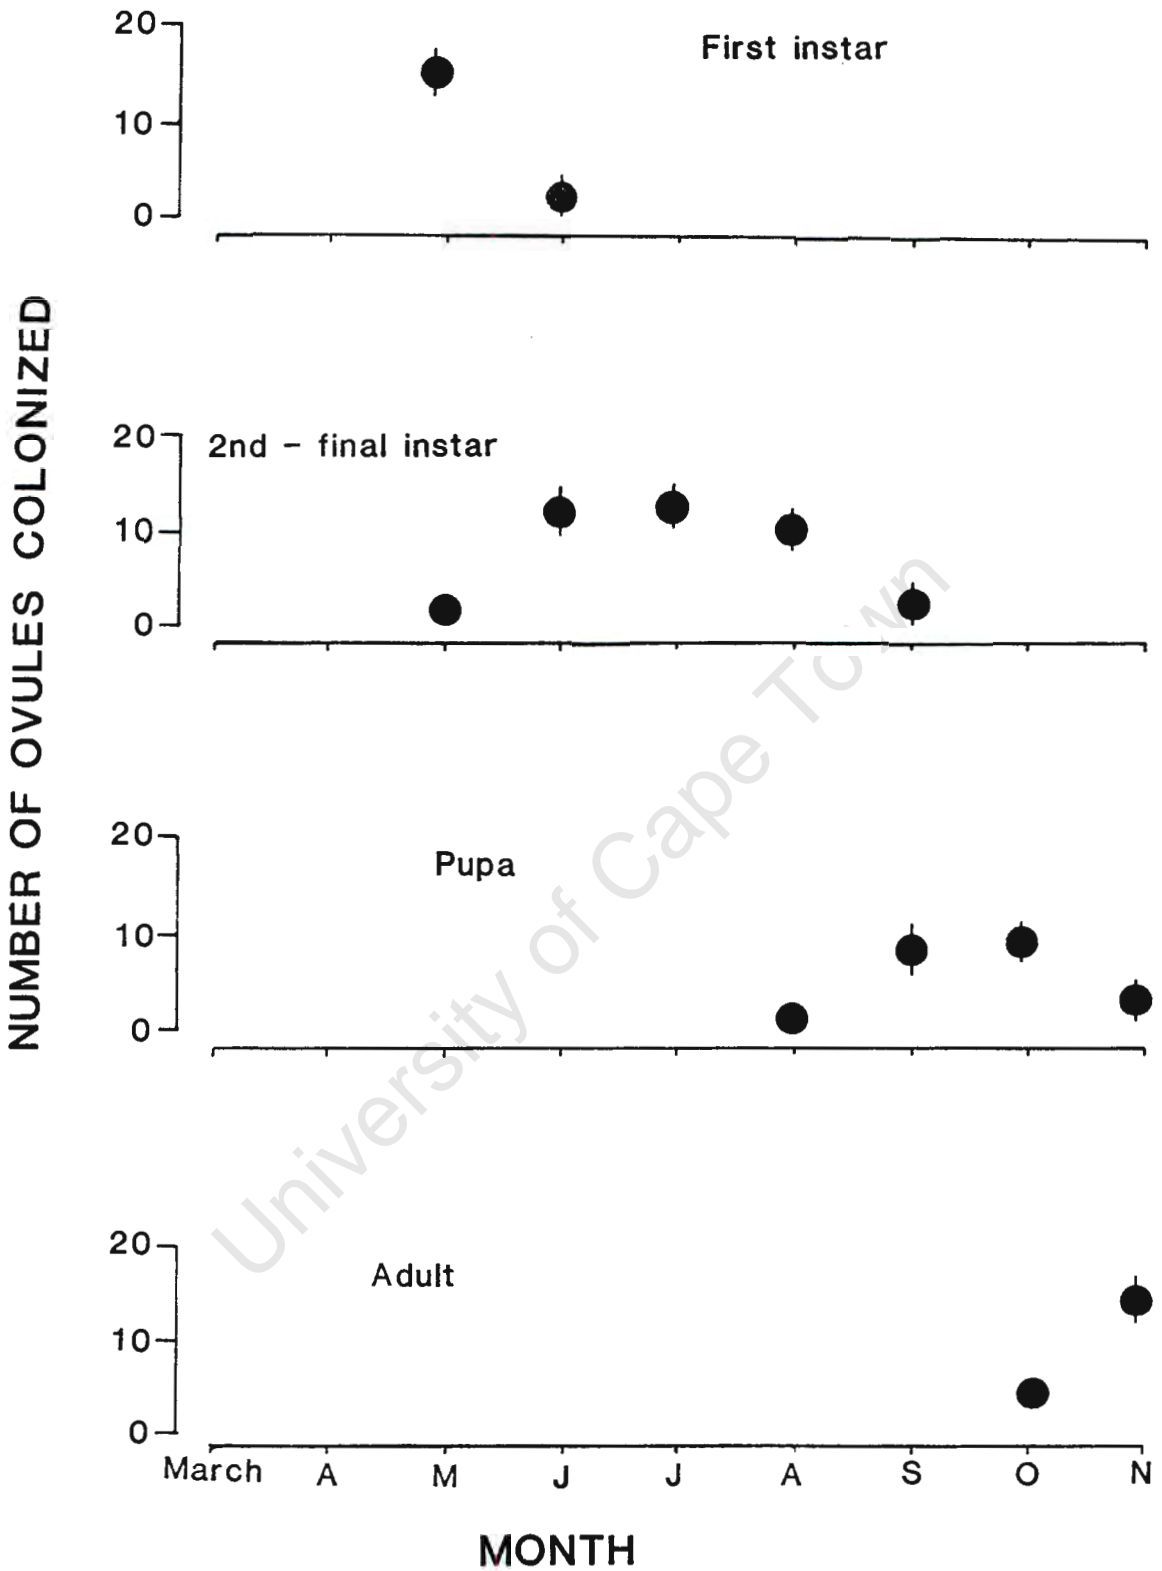 20
First instar
10
0
NUMBER OF OVULES COLONIZED
20
2nd – final instar
10
0
20
Pupa
10
0
University of Cape Town
20
Adult
10
0
March A M J J A S O N
MONTH